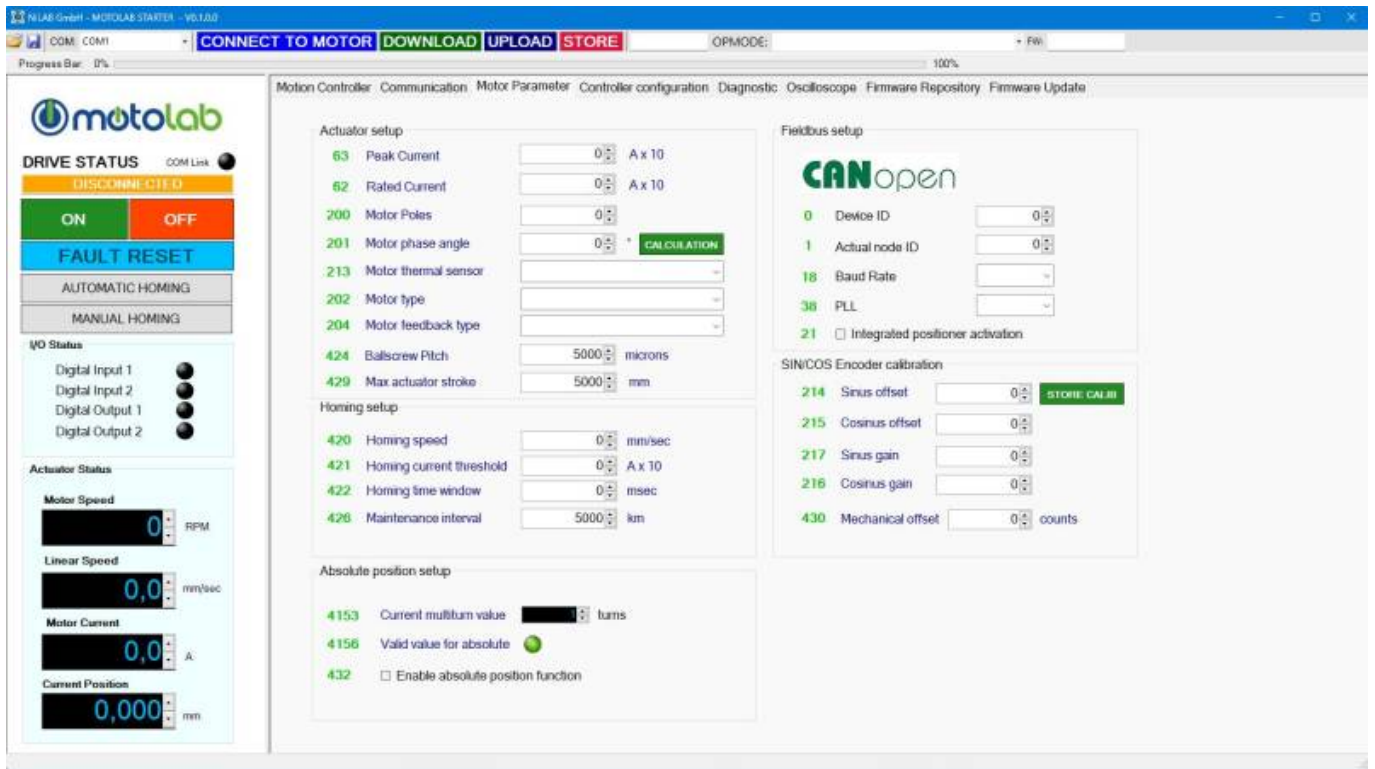 NiLAB GmbH - MOTOLAB STARTER - V0.1.0.0
COM: COM1 CONNECT TO MOTOR DOWNLOAD UPLOAD STORE OPMODE: FW:
Progress Bar: 0% 100%
Motion Controller Communication Motor Parameter Controller configuration Diagnostic Oscilloscope Firmware Repository Firmware Update
motolab
DRIVE STATUS COM Link
DISCONNECTED
ON OFF
FAULT RESET
AUTOMATIC HOMING
MANUAL HOMING
I/O Status
Digital Input 1
Digital Input 2
Digital Output 1
Digital Output 2
Actuator Status
Motor Speed
0 RPM
Linear Speed
0,0 mm/sec
Motor Current
0,0 A
Current Position
0,000 mm
Actuator setup
63 Peak Current 0 A x 10
62 Rated Current 0 A x 10
200 Motor Poles 0
201 Motor phase angle 0 ° CALCULATION
213 Motor thermal sensor
202 Motor type
204 Motor feedback type
424 Ballscrew Pitch 5000 microns
429 Max actuator stroke 5000 mm
Homing setup
420 Homing speed 0 mm/sec
421 Homing current threshold 0 A x 10
422 Homing time window 0 msec
426 Maintenance interval 5000 km
Absolute position setup
4153 Current multiturn value 1 turns
4156 Valid value for absolute
432 Enable absolute position function
Fieldbus setup
CANopen
0 Device ID 0
1 Actual node ID 0
18 Baud Rate
38 PLL
21 Integrated positioner activation
SIN/COS Encoder calibration
214 Sinus offset 0 STORE CALIB
215 Cosinus offset 0
217 Sinus gain 0
216 Cosinus gain 0
430 Mechanical offset 0 counts